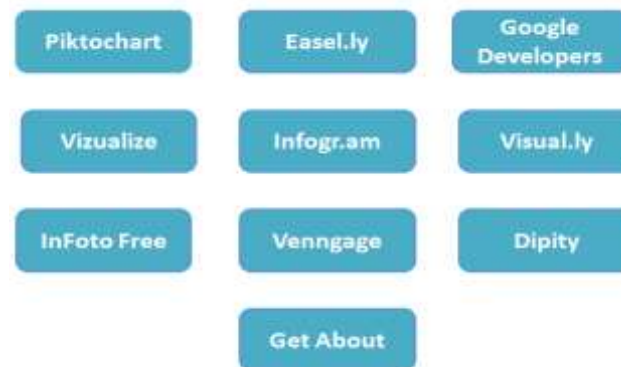 Piktochart
Easel.ly
Google
Developers
Vizualize
Infogr.am
Visual.ly
InFoto Free
Venngage
Dipity
Get About